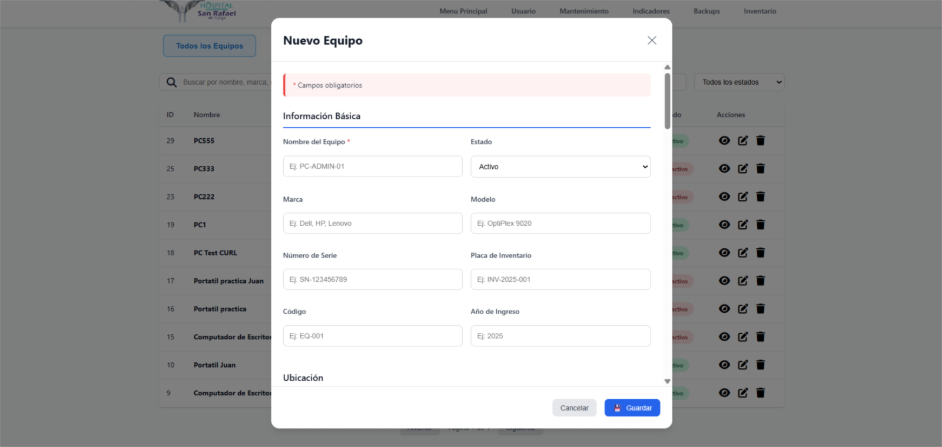 HOSPITAL
San Rafael
de Tunja
Menu Principal Usuario Mantenimiento Indicadores Backups Inventario
Todos los Equipos
Nuevo Equipo
Buscar por nombre, marca,
Todos los estados
* Campos obligatorios
Información Básica
ID Nombre
Acciones
Nombre del Equipo *
Estado
Ej: PC-ADMIN-01
Activo
Marca
Modelo
Ej: Dell, HP, Lenovo
Ej: OptiPlex 9020
Número de Serie
Placa de Inventario
Ej: SN-123456789
Ej: INV-2025-001
Código
Año de Ingreso
Ej: EQ-001
Ej: 2025
Ubicación
Cancelar
Guardar
29 PC555
25 PC333
23 PC222
19 PC1
18 PC Test CURL
17 Portatil practica Juan
16 Portatil practica
15 Computador de Escritor
10 Portatil Juan
9 Computador de Escritor